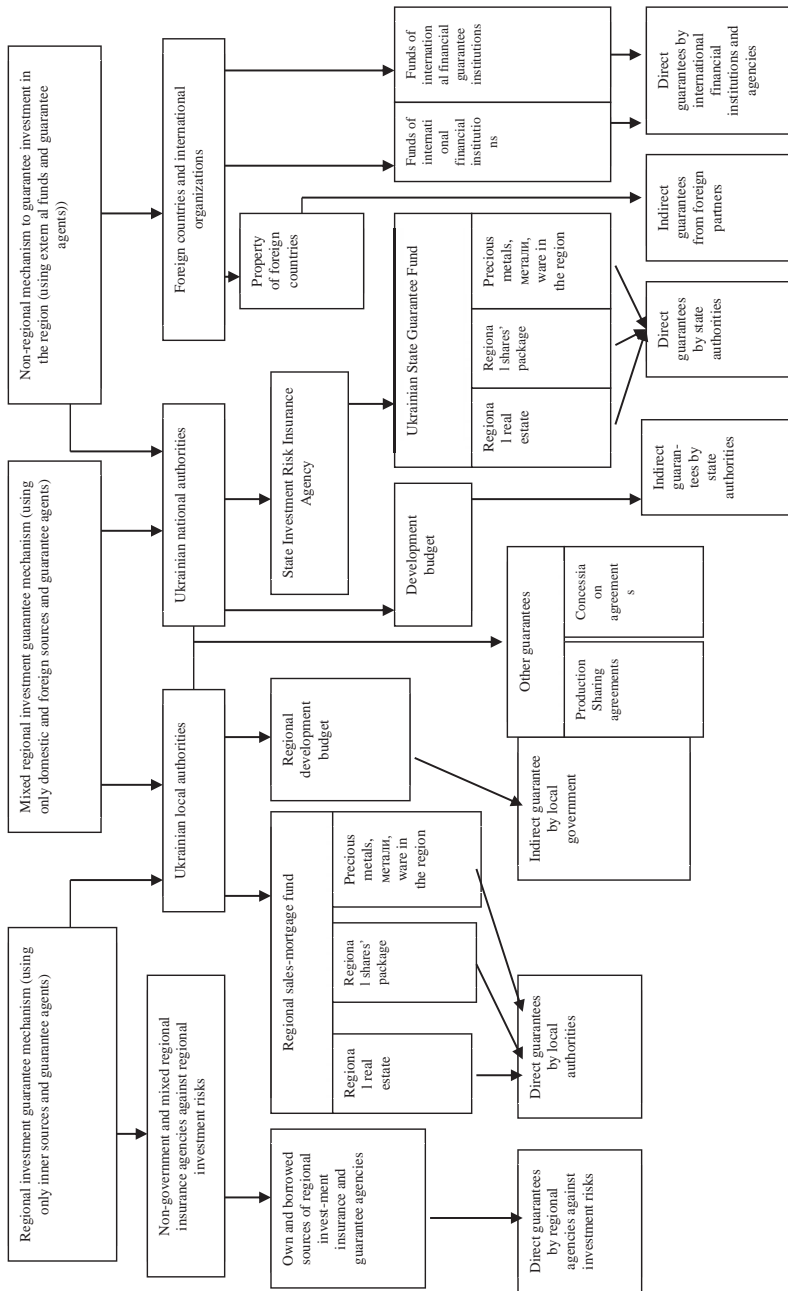 Regional investment guarantee mechanism (using
only inner sources and guarantee agents)
Mixed regional investment guarantee mechanism (using
only domestic and foreign sources and guarantee agents)
Non-regional mechanism to guarantee investment in
the region (using extern al funds and guarantee
agents))
Non-government and mixed regional
insurance agencies against regional
investment risks
Ukrainian local authorities
Ukrainian national authorities
Foreign countries and international
organizations
Own and borrowed
sources of regional
invest-ment
insurance and
guarantee agencies
Regional sales-mortgage fund
Regiona
l real
estate
Regiona
l shares’
package
Precious
metals,
метали,
ware in
the region
Regional
development
budget
State Investment Risk Insurance
Agency
Property
of foreign
countries
Development
budget
Ukrainian State Guarantee Fund
Regiona
l real
estate
Regiona
l shares’
package
Precious
metals,
метали,
ware in
the region
Funds of
internati
onal
financial
institutio
ns
Funds of
internation
al financial
guarantee
institutions
Direct guarantees
by regional
agencies against
investment risks
Direct guarantees
by local
authorities
Indirect guarantee
by local
government
Other guarantees
Production
Sharing
agreements
Concessia
on
agreement
s
Indirect
guaran-
tees by
state
authorities
Direct
guarantees
by state
authorities
Indirect
guarantees
from foreign
partners
Direct
guarantees by
international
financial
institutions and
agencies